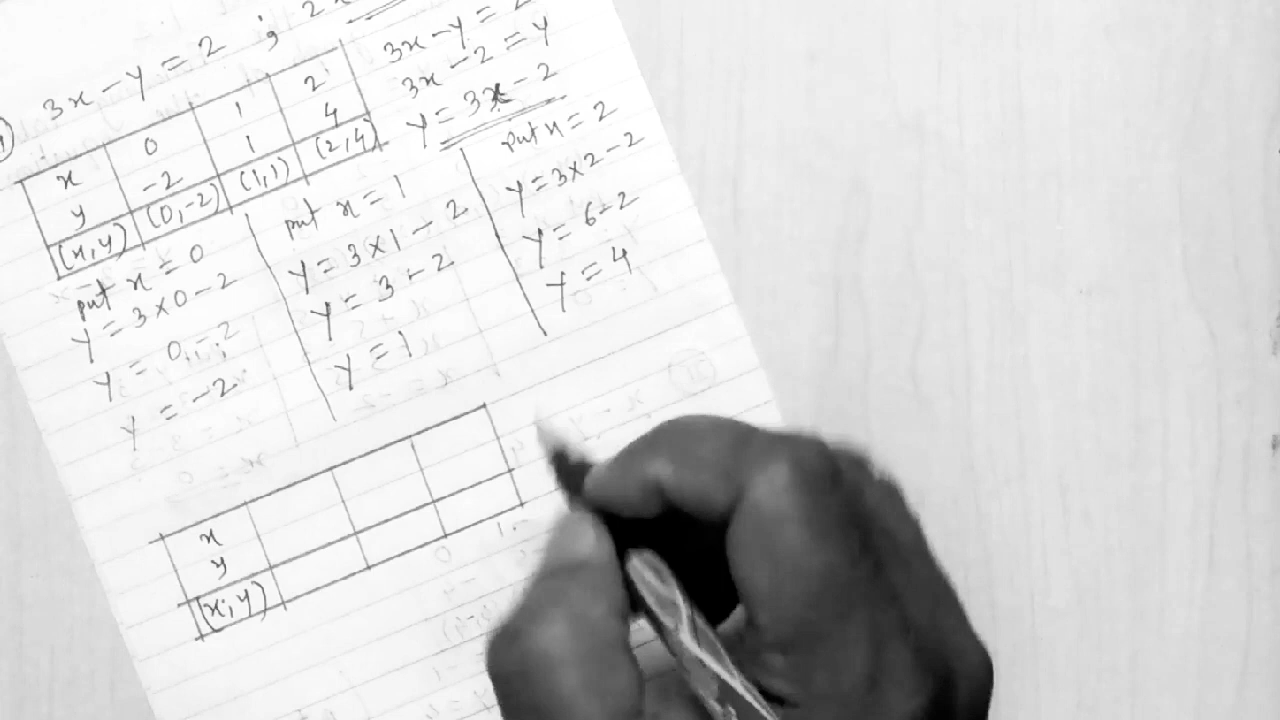 3x - y = 2 ; 2x
x 0 1 2
y -2 1 4
(x,y) (0,-2) (1,1) (2,4)
3x - y = 2
3x - 2 = y
y = 3x - 2
put x = 0
y = 3 × 0 - 2
y = 0 - 2
y = -2
put x = 1
y = 3 × 1 - 2
y = 3 - 2
y = 1
put x = 2
y = 3 × 2 - 2
y = 6 - 2
y = 4
x
y
(x,y)